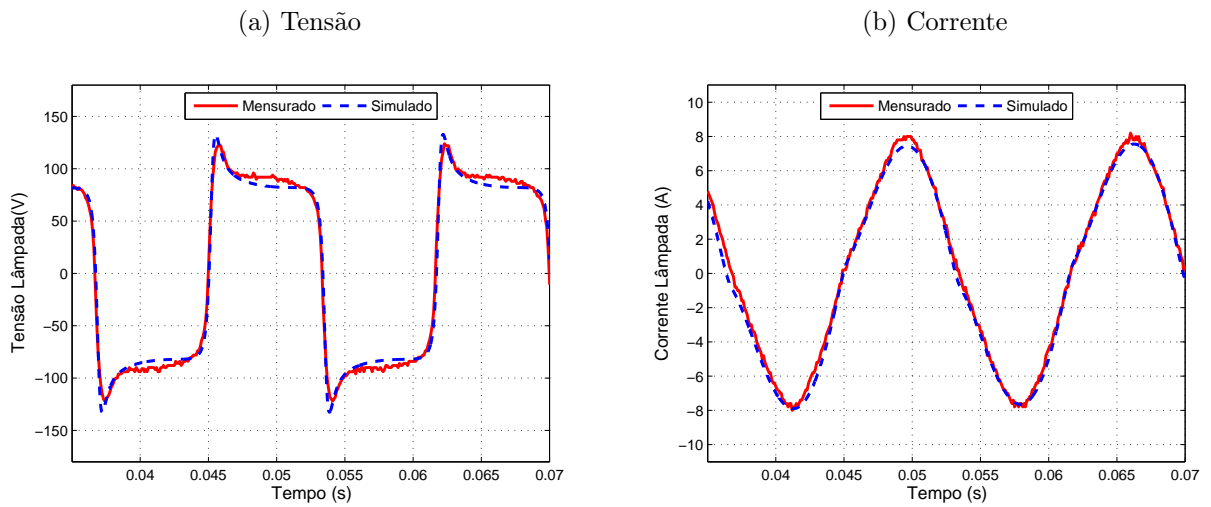 (a) Tensão
(b) Corrente
Mensurado Simulado
150
100
50
0
−50
−100
−150
Tensão Lâmpada(V)
0.04 0.045 0.05 0.055 0.06 0.065 0.07
Tempo (s)
Mensurado Simulado
10
8
6
4
2
0
−2
−4
−6
−8
−10
Corrente Lâmpada (A)
0.04 0.045 0.05 0.055 0.06 0.065 0.07
Tempo (s)